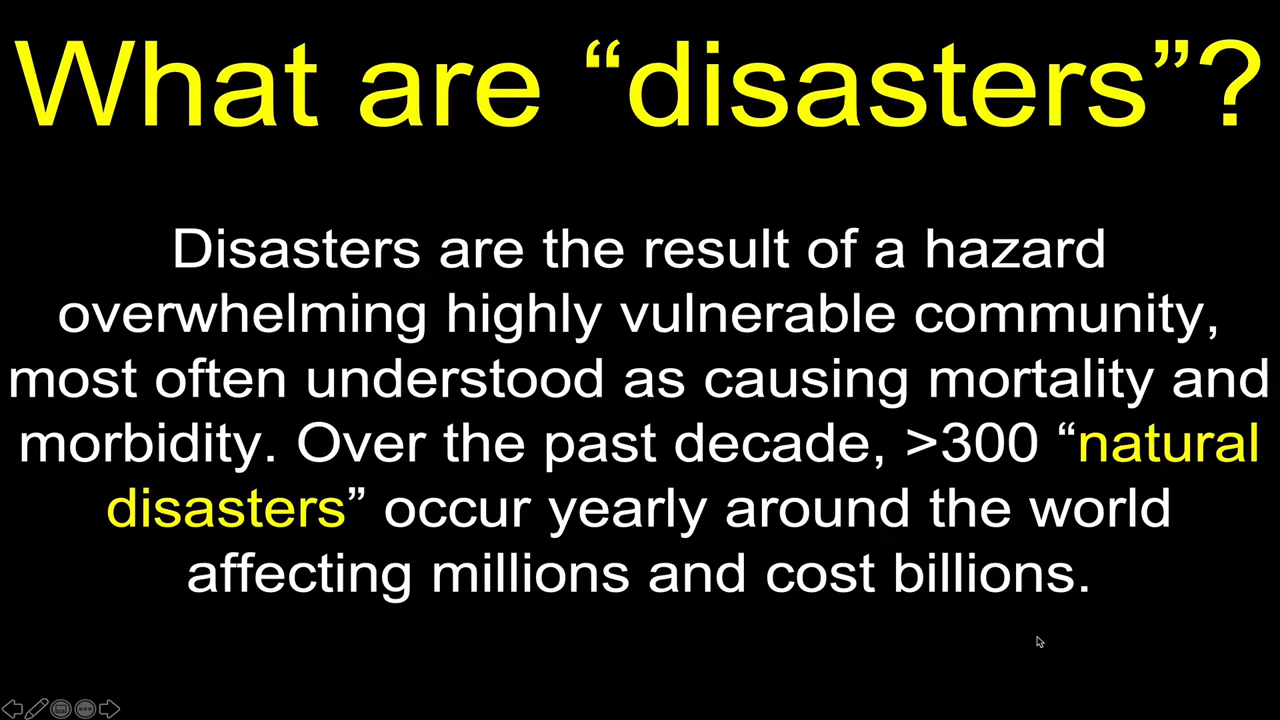 What are “disasters”?
Disasters are the result of a hazard
overwhelming highly vulnerable community,
most often understood as causing mortality and
morbidity. Over the past decade, >300 “natural
disasters” occur yearly around the world
affecting millions and cost billions.